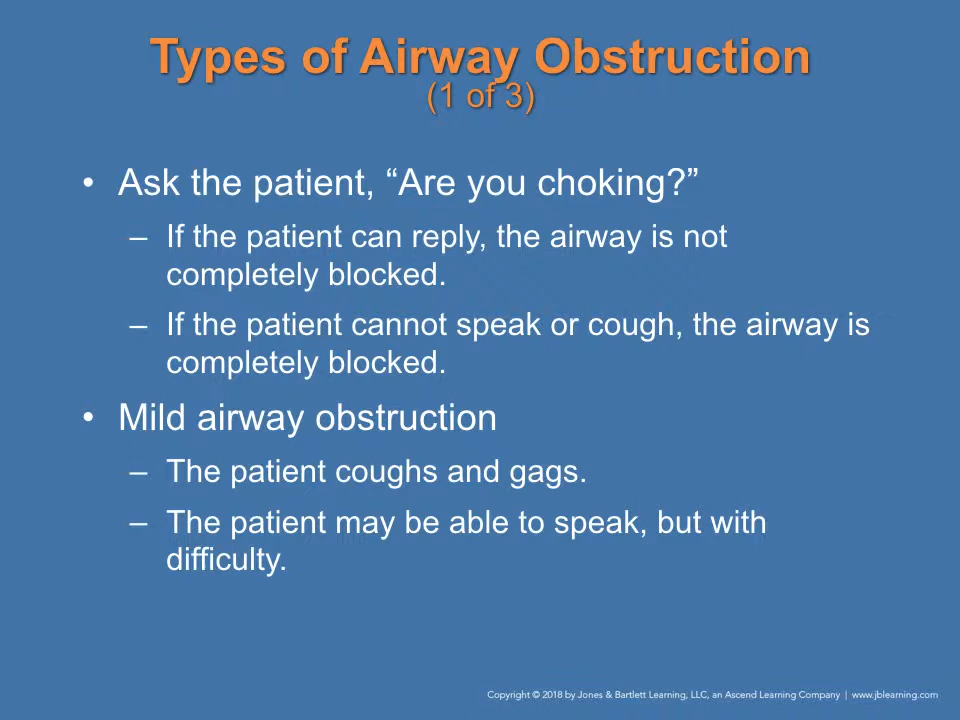 Types of Airway Obstruction
(1 of 3)
• Ask the patient, “Are you choking?”
– If the patient can reply, the airway is not
completely blocked.
– If the patient cannot speak or cough, the airway is
completely blocked.
• Mild airway obstruction
– The patient coughs and gags.
– The patient may be able to speak, but with
difficulty.
Copyright © 2018 by Jones & Bartlett Learning, LLC, an Ascend Learning Company | www.jblearning.com